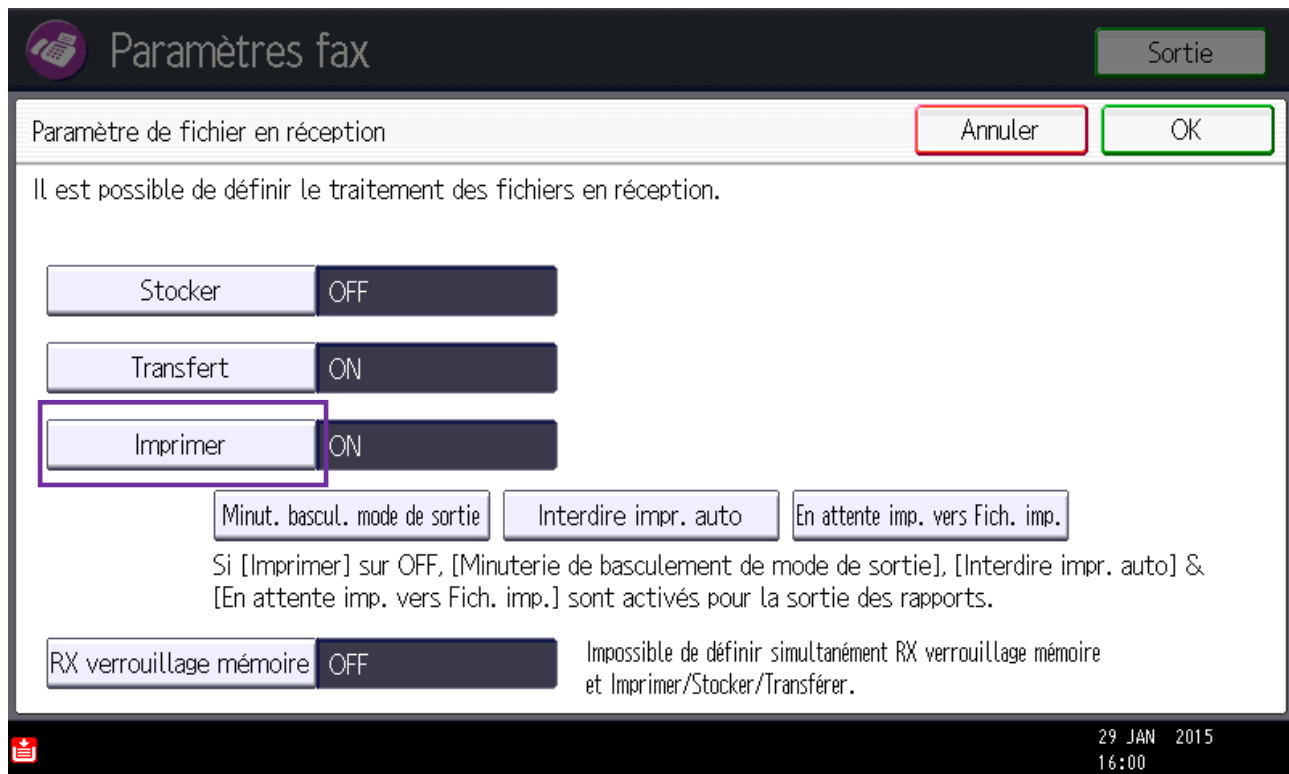 Paramètres fax
Sortie
Paramètre de fichier en réception
Annuler
OK
Il est possible de définir le traitement des fichiers en réception.
Stocker
OFF
Transfert
ON
Imprimer
ON
Minut. bascul. mode de sortie
Interdire impr. auto
En attente imp. vers Fich. imp.
Si [Imprimer] sur OFF, [Minuterie de basculement de mode de sortie], [Interdire impr. auto] &
[En attente imp. vers Fich. imp.] sont activés pour la sortie des rapports.
RX verrouillage mémoire
OFF
Impossible de définir simultanément RX verrouillage mémoire
et Imprimer/Stocker/Transférer.
29 JAN 2015
16:00